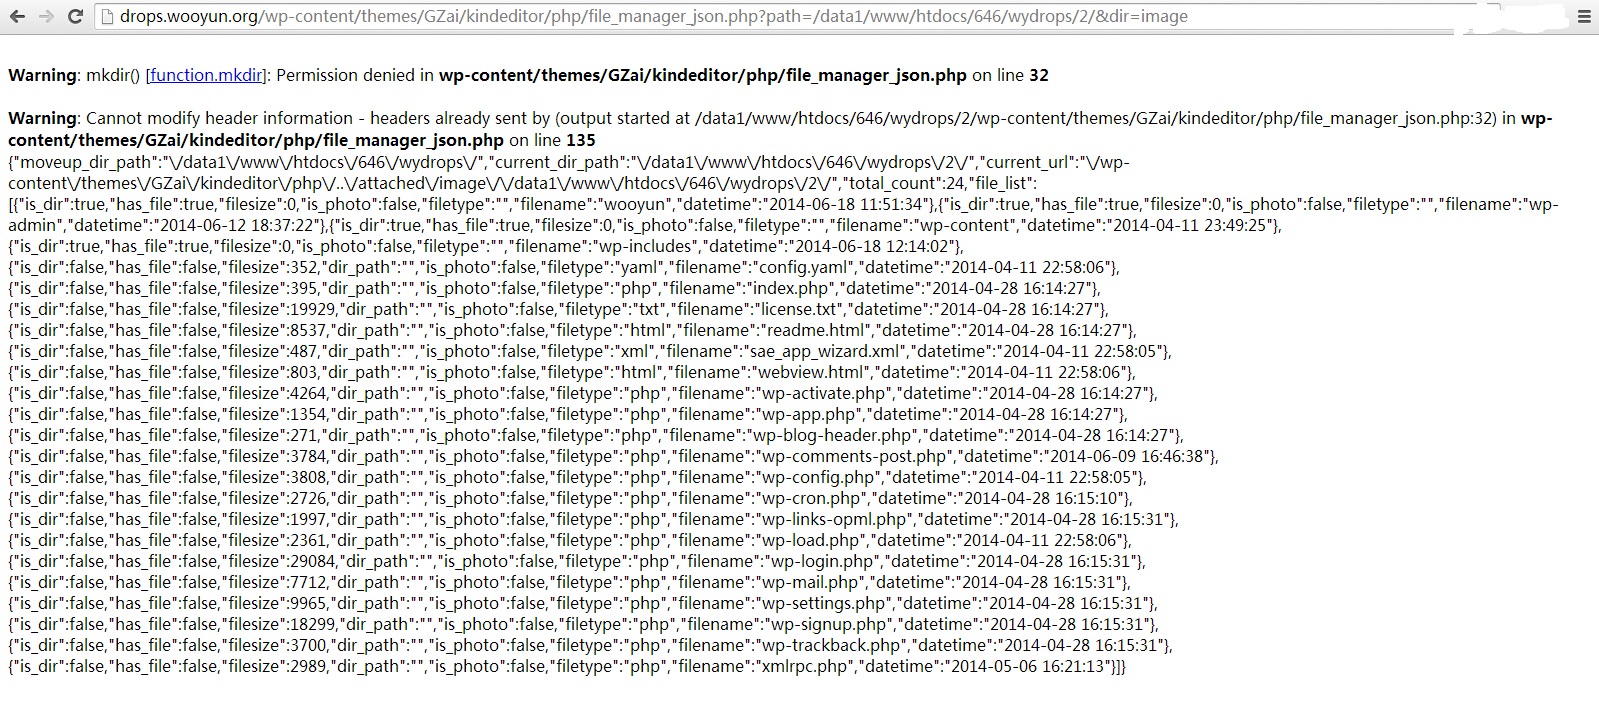 drops.wooyun.org/wp-content/themes/GZai/kindeditor/php/file_manager_json.php?path=/data1/www/htdocs/646/wydrops/2/&dir=image
Warning: mkdir() [function.mkdir]: Permission denied in wp-content/themes/GZai/kindeditor/php/file_manager_json.php on line 32
Warning: Cannot modify header information - headers already sent by (output started at /data1/www/htdocs/646/wydrops/2/wp-content/themes/GZai/kindeditor/php/file_manager_json.php:32) in wp-
content/themes/GZai/kindeditor/php/file_manager_json.php on line 135
{"moveup_dir_path":"\/data1\/www\/htdocs\/646\/wydrops\/","current_dir_path":"\/data1\/www\/htdocs\/646\/wydrops\/2\/","current_url":"\/wp-
content\/themes\/GZai\/kindeditor\/php\/..\/attached\/image\/\/data1\/www\/htdocs\/646\/wydrops\/2\/","total_count":24,"file_list":
[{"is_dir":true,"has_file":true,"filesize":0,"is_photo":false,"filetype":"","filename":"wooyun","datetime":"2014-06-18 11:51:34"},{"is_dir":true,"has_file":true,"filesize":0,"is_photo":false,"filetype":"","filename":"wp-
admin","datetime":"2014-06-12 18:37:22"},{"is_dir":true,"has_file":true,"filesize":0,"is_photo":false,"filetype":"","filename":"wp-content","datetime":"2014-04-11 23:49:25"},
{"is_dir":true,"has_file":true,"filesize":0,"is_photo":false,"filetype":"","filename":"wp-includes","datetime":"2014-06-18 12:14:02"},
{"is_dir":false,"has_file":false,"filesize":352,"dir_path":"","is_photo":false,"filetype":"yaml","filename":"config.yaml","datetime":"2014-04-11 22:58:06"},
{"is_dir":false,"has_file":false,"filesize":395,"dir_path":"","is_photo":false,"filetype":"php","filename":"index.php","datetime":"2014-04-28 16:14:27"},
{"is_dir":false,"has_file":false,"filesize":19929,"dir_path":"","is_photo":false,"filetype":"txt","filename":"license.txt","datetime":"2014-04-28 16:14:27"},
{"is_dir":false,"has_file":false,"filesize":8537,"dir_path":"","is_photo":false,"filetype":"html","filename":"readme.html","datetime":"2014-04-28 16:14:27"},
{"is_dir":false,"has_file":false,"filesize":487,"dir_path":"","is_photo":false,"filetype":"xml","filename":"sae_app_wizard.xml","datetime":"2014-04-11 22:58:05"},
{"is_dir":false,"has_file":false,"filesize":803,"dir_path":"","is_photo":false,"filetype":"html","filename":"webview.html","datetime":"2014-04-11 22:58:06"},
{"is_dir":false,"has_file":false,"filesize":4264,"dir_path":"","is_photo":false,"filetype":"php","filename":"wp-activate.php","datetime":"2014-04-28 16:14:27"},
{"is_dir":false,"has_file":false,"filesize":1354,"dir_path":"","is_photo":false,"filetype":"php","filename":"wp-app.php","datetime":"2014-04-28 16:14:27"},
{"is_dir":false,"has_file":false,"filesize":271,"dir_path":"","is_photo":false,"filetype":"php","filename":"wp-blog-header.php","datetime":"2014-04-28 16:14:27"},
{"is_dir":false,"has_file":false,"filesize":3784,"dir_path":"","is_photo":false,"filetype":"php","filename":"wp-comments-post.php","datetime":"2014-06-09 16:46:38"},
{"is_dir":false,"has_file":false,"filesize":3808,"dir_path":"","is_photo":false,"filetype":"php","filename":"wp-config.php","datetime":"2014-04-11 22:58:05"},
{"is_dir":false,"has_file":false,"filesize":2726,"dir_path":"","is_photo":false,"filetype":"php","filename":"wp-cron.php","datetime":"2014-04-28 16:15:10"},
{"is_dir":false,"has_file":false,"filesize":1997,"dir_path":"","is_photo":false,"filetype":"php","filename":"wp-links-opml.php","datetime":"2014-04-28 16:15:31"},
{"is_dir":false,"has_file":false,"filesize":2361,"dir_path":"","is_photo":false,"filetype":"php","filename":"wp-load.php","datetime":"2014-04-11 22:58:06"},
{"is_dir":false,"has_file":false,"filesize":29084,"dir_path":"","is_photo":false,"filetype":"php","filename":"wp-login.php","datetime":"2014-04-28 16:15:31"},
{"is_dir":false,"has_file":false,"filesize":7712,"dir_path":"","is_photo":false,"filetype":"php","filename":"wp-mail.php","datetime":"2014-04-28 16:15:31"},
{"is_dir":false,"has_file":false,"filesize":9965,"dir_path":"","is_photo":false,"filetype":"php","filename":"wp-settings.php","datetime":"2014-04-28 16:15:31"},
{"is_dir":false,"has_file":false,"filesize":18299,"dir_path":"","is_photo":false,"filetype":"php","filename":"wp-signup.php","datetime":"2014-04-28 16:15:31"},
{"is_dir":false,"has_file":false,"filesize":3700,"dir_path":"","is_photo":false,"filetype":"php","filename":"wp-trackback.php","datetime":"2014-04-28 16:15:31"},
{"is_dir":false,"has_file":false,"filesize":2989,"dir_path":"","is_photo":false,"filetype":"php","filename":"xmlrpc.php","datetime":"2014-05-06 16:21:13"}]}